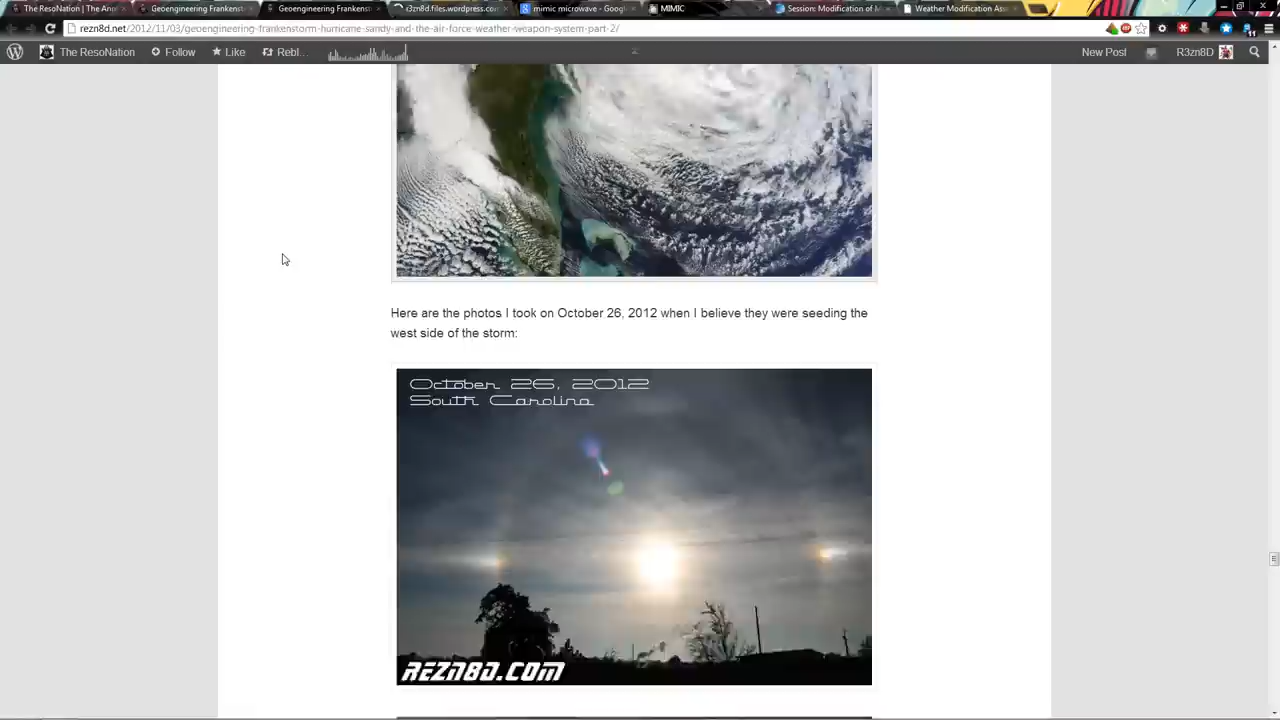 The ResoNation | The An
Geoengineering Frankenst
Geoengineering Frankenst
r3zn8d.files.wordpress.com
mimic microwave - Googl
MIMIC
Session: Modification of M
Weather Modification Ass
rezn8d.net/2012/11/03/geoengineering-frankenstorm-hurricane-sandy-and-the-air-force-weather-weapon-system-part-2/
The ResoNation
Follow
Like
Rebl...
New Post
R3zn8D
Here are the photos I took on October 26, 2012 when I believe they were seeding the
west side of the storm:
October 26, 2012
South Carolina
REZN8D.COM